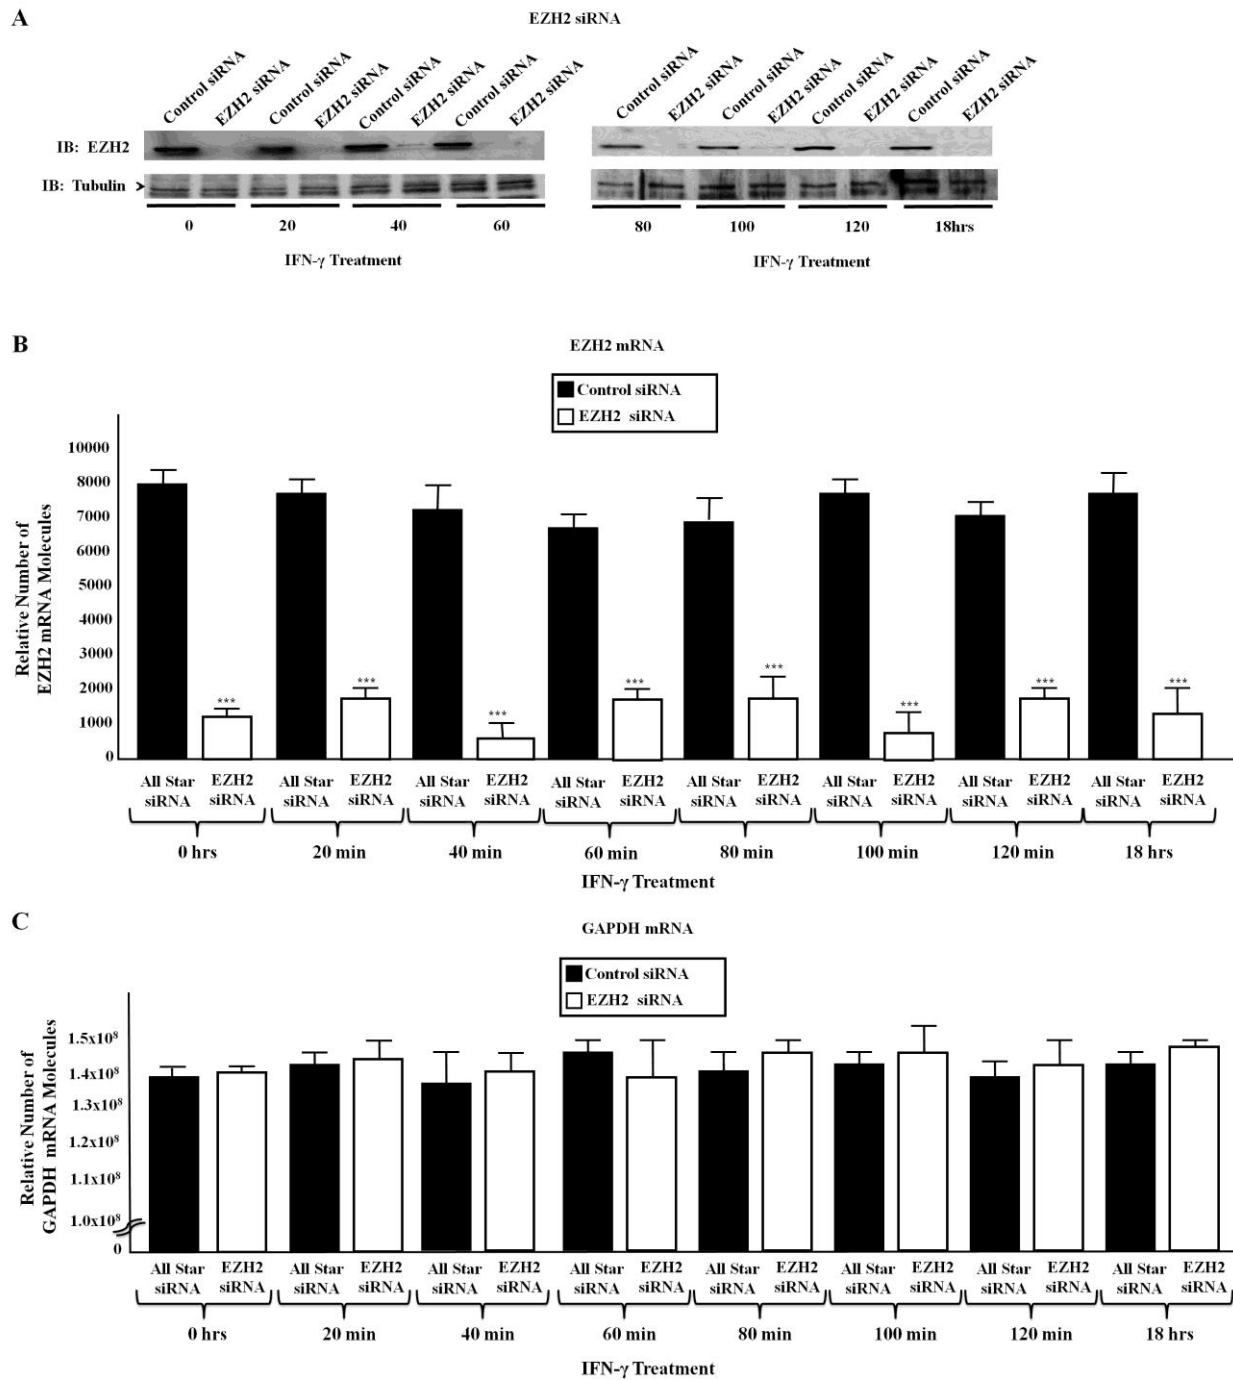 A
EZH2 siRNA
Control siRNA EZH2 siRNA Control siRNA EZH2 siRNA Control siRNA EZH2 siRNA Control siRNA EZH2 siRNA Control siRNA EZH2 siRNA Control siRNA EZH2 siRNA Control siRNA EZH2 siRNA Control siRNA EZH2 siRNA
IB: EZH2
IB: Tubulin
0 20 40 60 80 100 120 18hrs
IFN-γ Treatment IFN-γ Treatment
B
EZH2 mRNA
Control siRNA
EZH2 siRNA
Relative Number of
EZH2 mRNA Molecules
10000
8000
7000
6000
5000
4000
3000
2000
1000
0
*** *** *** *** *** *** *** ***
All Star EZH2 All Star EZH2 All Star EZH2 All Star EZH2 All Star EZH2 All Star EZH2 All Star EZH2 All Star EZH2
siRNA siRNA siRNA siRNA siRNA siRNA siRNA siRNA siRNA siRNA siRNA siRNA siRNA siRNA siRNA siRNA
0 hrs 20 min 40 min 60 min 80 min 100 min 120 min 18 hrs
IFN-γ Treatment
C
GAPDH mRNA
Control siRNA
EZH2 siRNA
Relative Number of
GAPDH mRNA Molecules
1.5x10⁸
1.4x10⁸
1.3x10⁸
1.2x10⁸
1.1x10⁸
1.0x10⁸
0
All Star EZH2 All Star EZH2 All Star EZH2 All Star EZH2 All Star EZH2 All Star EZH2 All Star EZH2 All Star EZH2
siRNA siRNA siRNA siRNA siRNA siRNA siRNA siRNA siRNA siRNA siRNA siRNA siRNA siRNA siRNA siRNA
0 hrs 20 min 40 min 60 min 80 min 100 min 120 min 18 hrs
IFN-γ Treatment